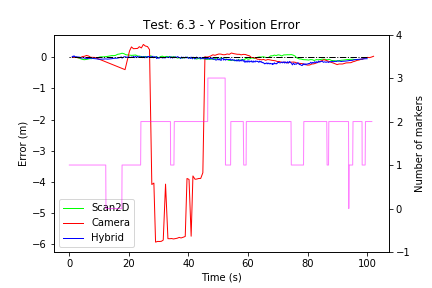 Test: 6.3 - Y Position Error
0
−1
−2
−3
−4
−5
−6
Error (m)
4
3
2
1
0
−1
Number of markers
Scan2D
Camera
Hybrid
0 20 40 60 80 100
Time (s)